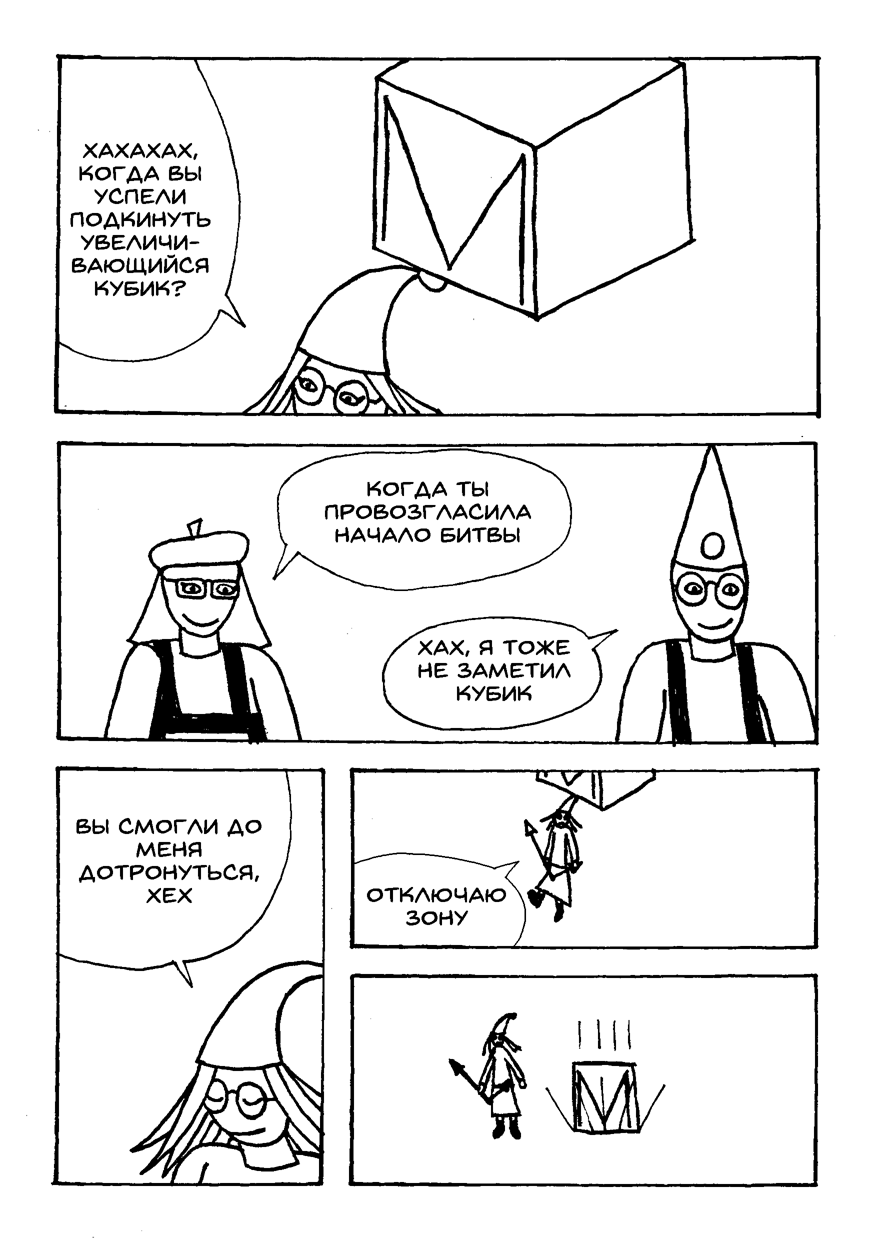 ХАХАХАХ,
КОГДА ВЫ
УСПЕЛИ
ПОДКИНУТЬ
УВЕЛИЧИ-
ВАЮЩИЙСЯ
КУБИК?
КОГДА ТЫ
ПРОВОЗГЛАСИЛА
НАЧАЛО БИТВЫ
ХАХ, Я ТОЖЕ
НЕ ЗАМЕТИЛ
КУБИК
ВЫ СМОГЛИ ДО
МЕНЯ
ДОТРОНУТЬСЯ,
ХЕХ
ОТКЛЮЧАЮ
ЗОНУ